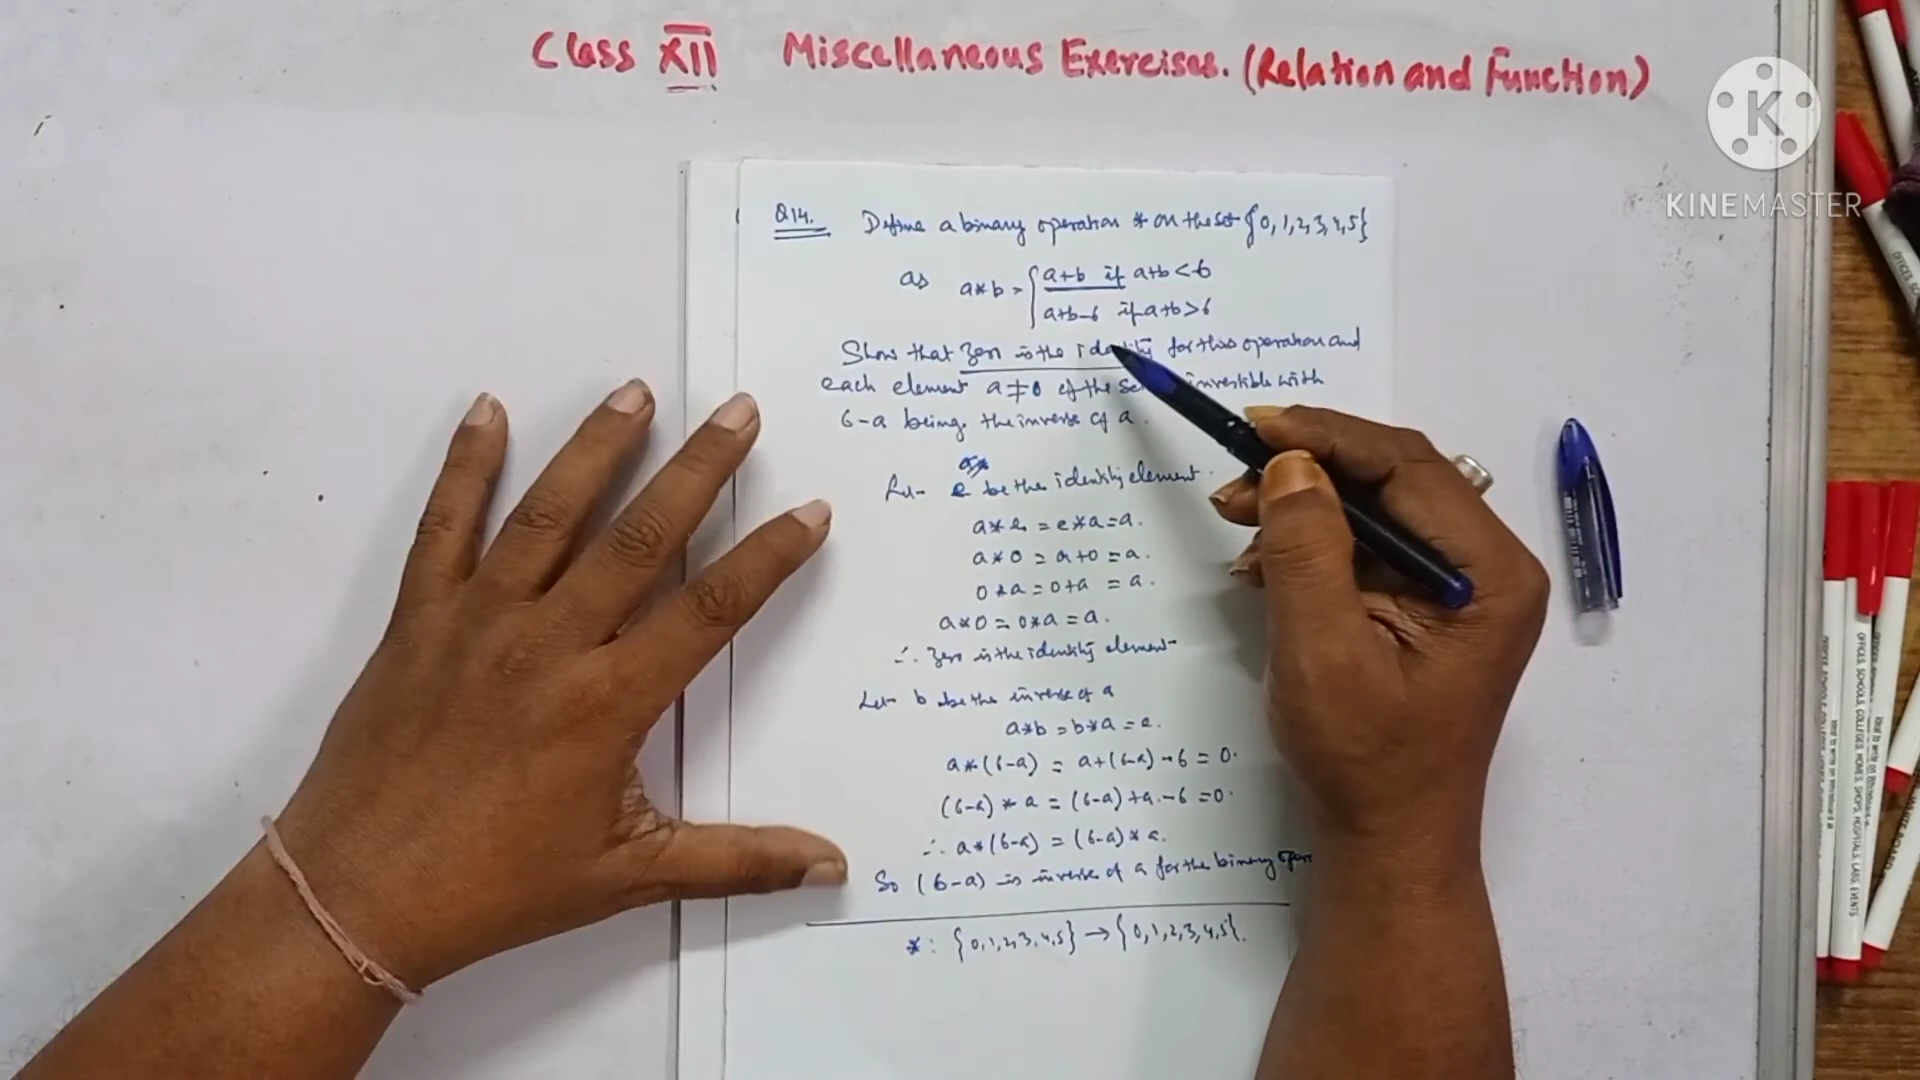 Class XII Miscellaneous Exercises. (Relation and Function)
KINEMASTER
Q14. Define a binary operation * on the set {0, 1, 2, 3, 4, 5}
as a*b = { a+b if a+b < 6
a+b-6 if a+b > 6
Show that zero is the identity for this operation and
each element a ≠ 0 of the set invertible with
6-a being the inverse of a.
Let e be the identity element.
a * e = e * a = a.
a * 0 = a + 0 = a.
0 * a = 0 + a = a.
a * 0 = 0 * a = a.
∴ zero is the identity element
Let b be the inverse of a
a * b = b * a = e.
a * (6-a) = a + (6-a) - 6 = 0.
(6-a) * a = (6-a) + a - 6 = 0.
∴ a * (6-a) = (6-a) * a.
So (6-a) is inverse of a for the binary oper
* : {0, 1, 2, 3, 4, 5} → {0, 1, 2, 3, 4, 5}.